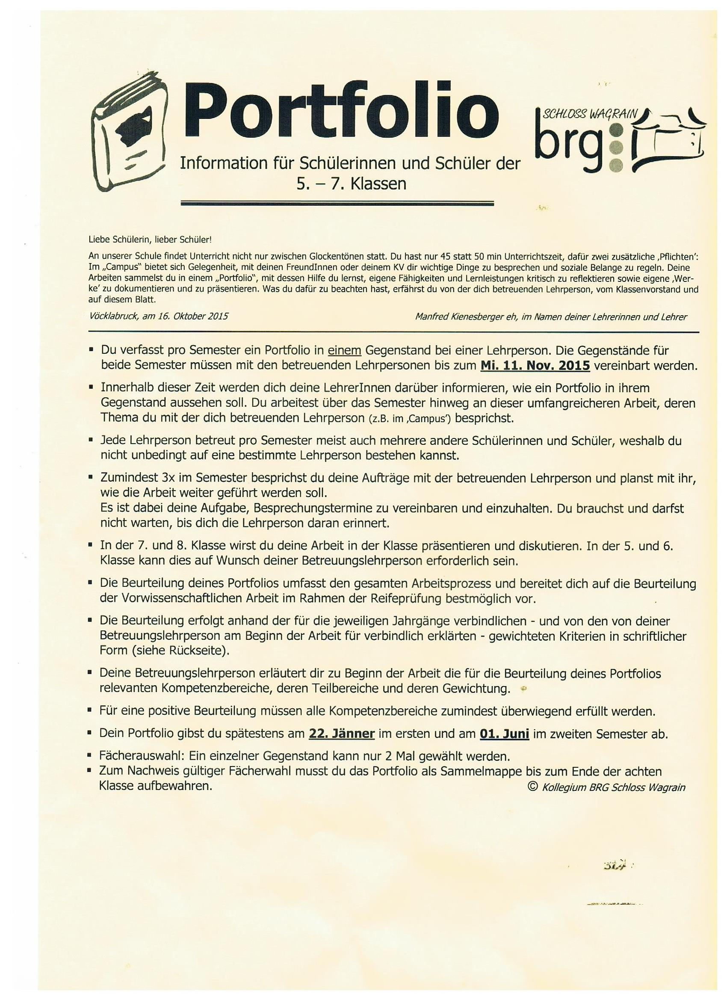 Portfolio
SCHLOSS WAGRAIN
brg
Information für Schülerinnen und Schüler der
5. – 7. Klassen
Liebe Schülerin, lieber Schüler!
An unserer Schule findet Unterricht nicht nur zwischen Glockentönen statt. Du hast nur 45 statt 50 min Unterrichtszeit, dafür zwei zusätzliche ‚Pflichten’:
Im „Campus“ bietet sich Gelegenheit, mit deinen FreundInnen oder deinem KV dir wichtige Dinge zu besprechen und soziale Belange zu regeln. Deine
Arbeiten sammelst du in einem „Portfolio“, mit dessen Hilfe du lernst, eigene Fähigkeiten und Lernleistungen kritisch zu reflektieren sowie eigene ‚Wer-
ke’ zu dokumentieren und zu präsentieren. Was du dafür zu beachten hast, erfährst du von der dich betreuenden Lehrperson, vom Klassenvorstand und
auf diesem Blatt.
Vöcklabruck, am 16. Oktober 2015 Manfred Kienesberger eh, im Namen deiner Lehrerinnen und Lehrer
▪ Du verfasst pro Semester ein Portfolio in einem Gegenstand bei einer Lehrperson. Die Gegenstände für
beide Semester müssen mit den betreuenden Lehrpersonen bis zum Mi. 11. Nov. 2015 vereinbart werden.
▪ Innerhalb dieser Zeit werden dich deine LehrerInnen darüber informieren, wie ein Portfolio in ihrem
Gegenstand aussehen soll. Du arbeitest über das Semester hinweg an dieser umfangreicheren Arbeit, deren
Thema du mit der dich betreuenden Lehrperson (z.B. im ‚Campus’) besprichst.
▪ Jede Lehrperson betreut pro Semester meist auch mehrere andere Schülerinnen und Schüler, weshalb du
nicht unbedingt auf eine bestimmte Lehrperson bestehen kannst.
▪ Zumindest 3x im Semester besprichst du deine Aufträge mit der betreuenden Lehrperson und planst mit ihr,
wie die Arbeit weiter geführt werden soll.
Es ist dabei deine Aufgabe, Besprechungstermine zu vereinbaren und einzuhalten. Du brauchst und darfst
nicht warten, bis dich die Lehrperson daran erinnert.
▪ In der 7. und 8. Klasse wirst du deine Arbeit in der Klasse präsentieren und diskutieren. In der 5. und 6.
Klasse kann dies auf Wunsch deiner Betreuungslehrperson erforderlich sein.
▪ Die Beurteilung deines Portfolios umfasst den gesamten Arbeitsprozess und bereitet dich auf die Beurteilung
der Vorwissenschaftlichen Arbeit im Rahmen der Reifeprüfung bestmöglich vor.
▪ Die Beurteilung erfolgt anhand der für die jeweiligen Jahrgänge verbindlichen - und von den von deiner
Betreuungslehrperson am Beginn der Arbeit für verbindlich erklärten - gewichteten Kriterien in schriftlicher
Form (siehe Rückseite).
▪ Deine Betreuungslehrperson erläutert dir zu Beginn der Arbeit die für die Beurteilung deines Portfolios
relevanten Kompetenzbereiche, deren Teilbereiche und deren Gewichtung.
▪ Für eine positive Beurteilung müssen alle Kompetenzbereiche zumindest überwiegend erfüllt werden.
▪ Dein Portfolio gibst du spätestens am 22. Jänner im ersten und am 01. Juni im zweiten Semester ab.
▪ Fächerauswahl: Ein einzelner Gegenstand kann nur 2 Mal gewählt werden.
▪ Zum Nachweis gültiger Fächerwahl musst du das Portfolio als Sammelmappe bis zum Ende der achten
Klasse aufbewahren. © Kollegium BRG Schloss Wagrain